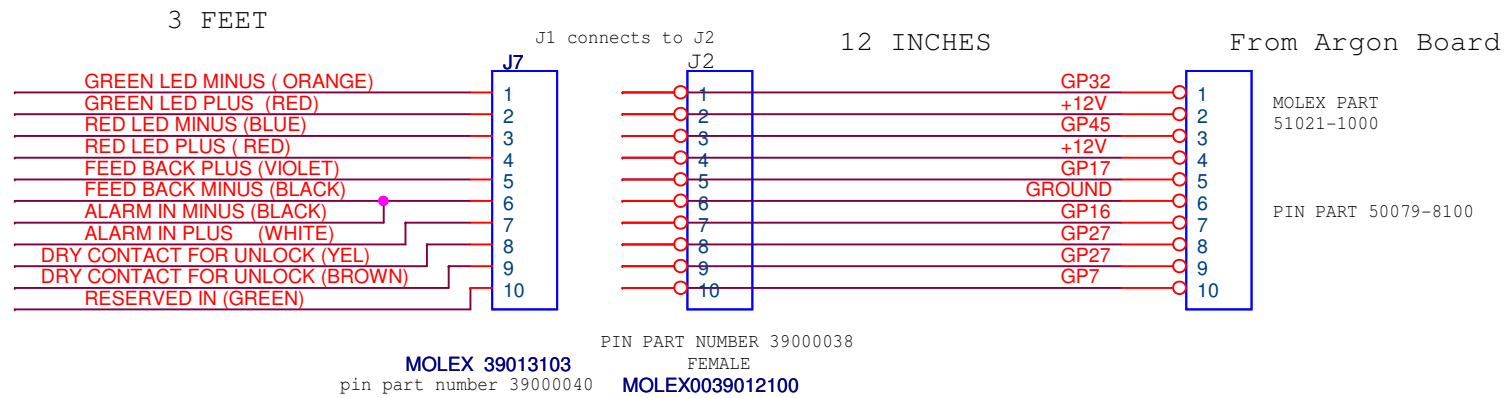 3 FEET
J1 connects to J2
12 INCHES
From Argon Board
J7
J2
GREEN LED MINUS ( ORANGE)
GREEN LED PLUS (RED)
RED LED MINUS (BLUE)
RED LED PLUS ( RED)
FEED BACK PLUS (VIOLET)
FEED BACK MINUS (BLACK)
ALARM IN MINUS (BLACK)
ALARM IN PLUS (WHITE)
DRY CONTACT FOR UNLOCK (YEL)
DRY CONTACT FOR UNLOCK (BROWN)
RESERVED IN (GREEN)
1
2
3
4
5
6
7
8
9
10
1
2
3
4
5
6
7
8
9
10
GP32
+12V
GP45
+12V
GP17
GROUND
GP16
GP27
GP27
GP7
1
2
3
4
5
6
7
8
9
10
MOLEX PART
51021-1000
PIN PART 50079-8100
PIN PART NUMBER 39000038
FEMALE
MOLEX0039012100
MOLEX 39013103
pin part number 39000040